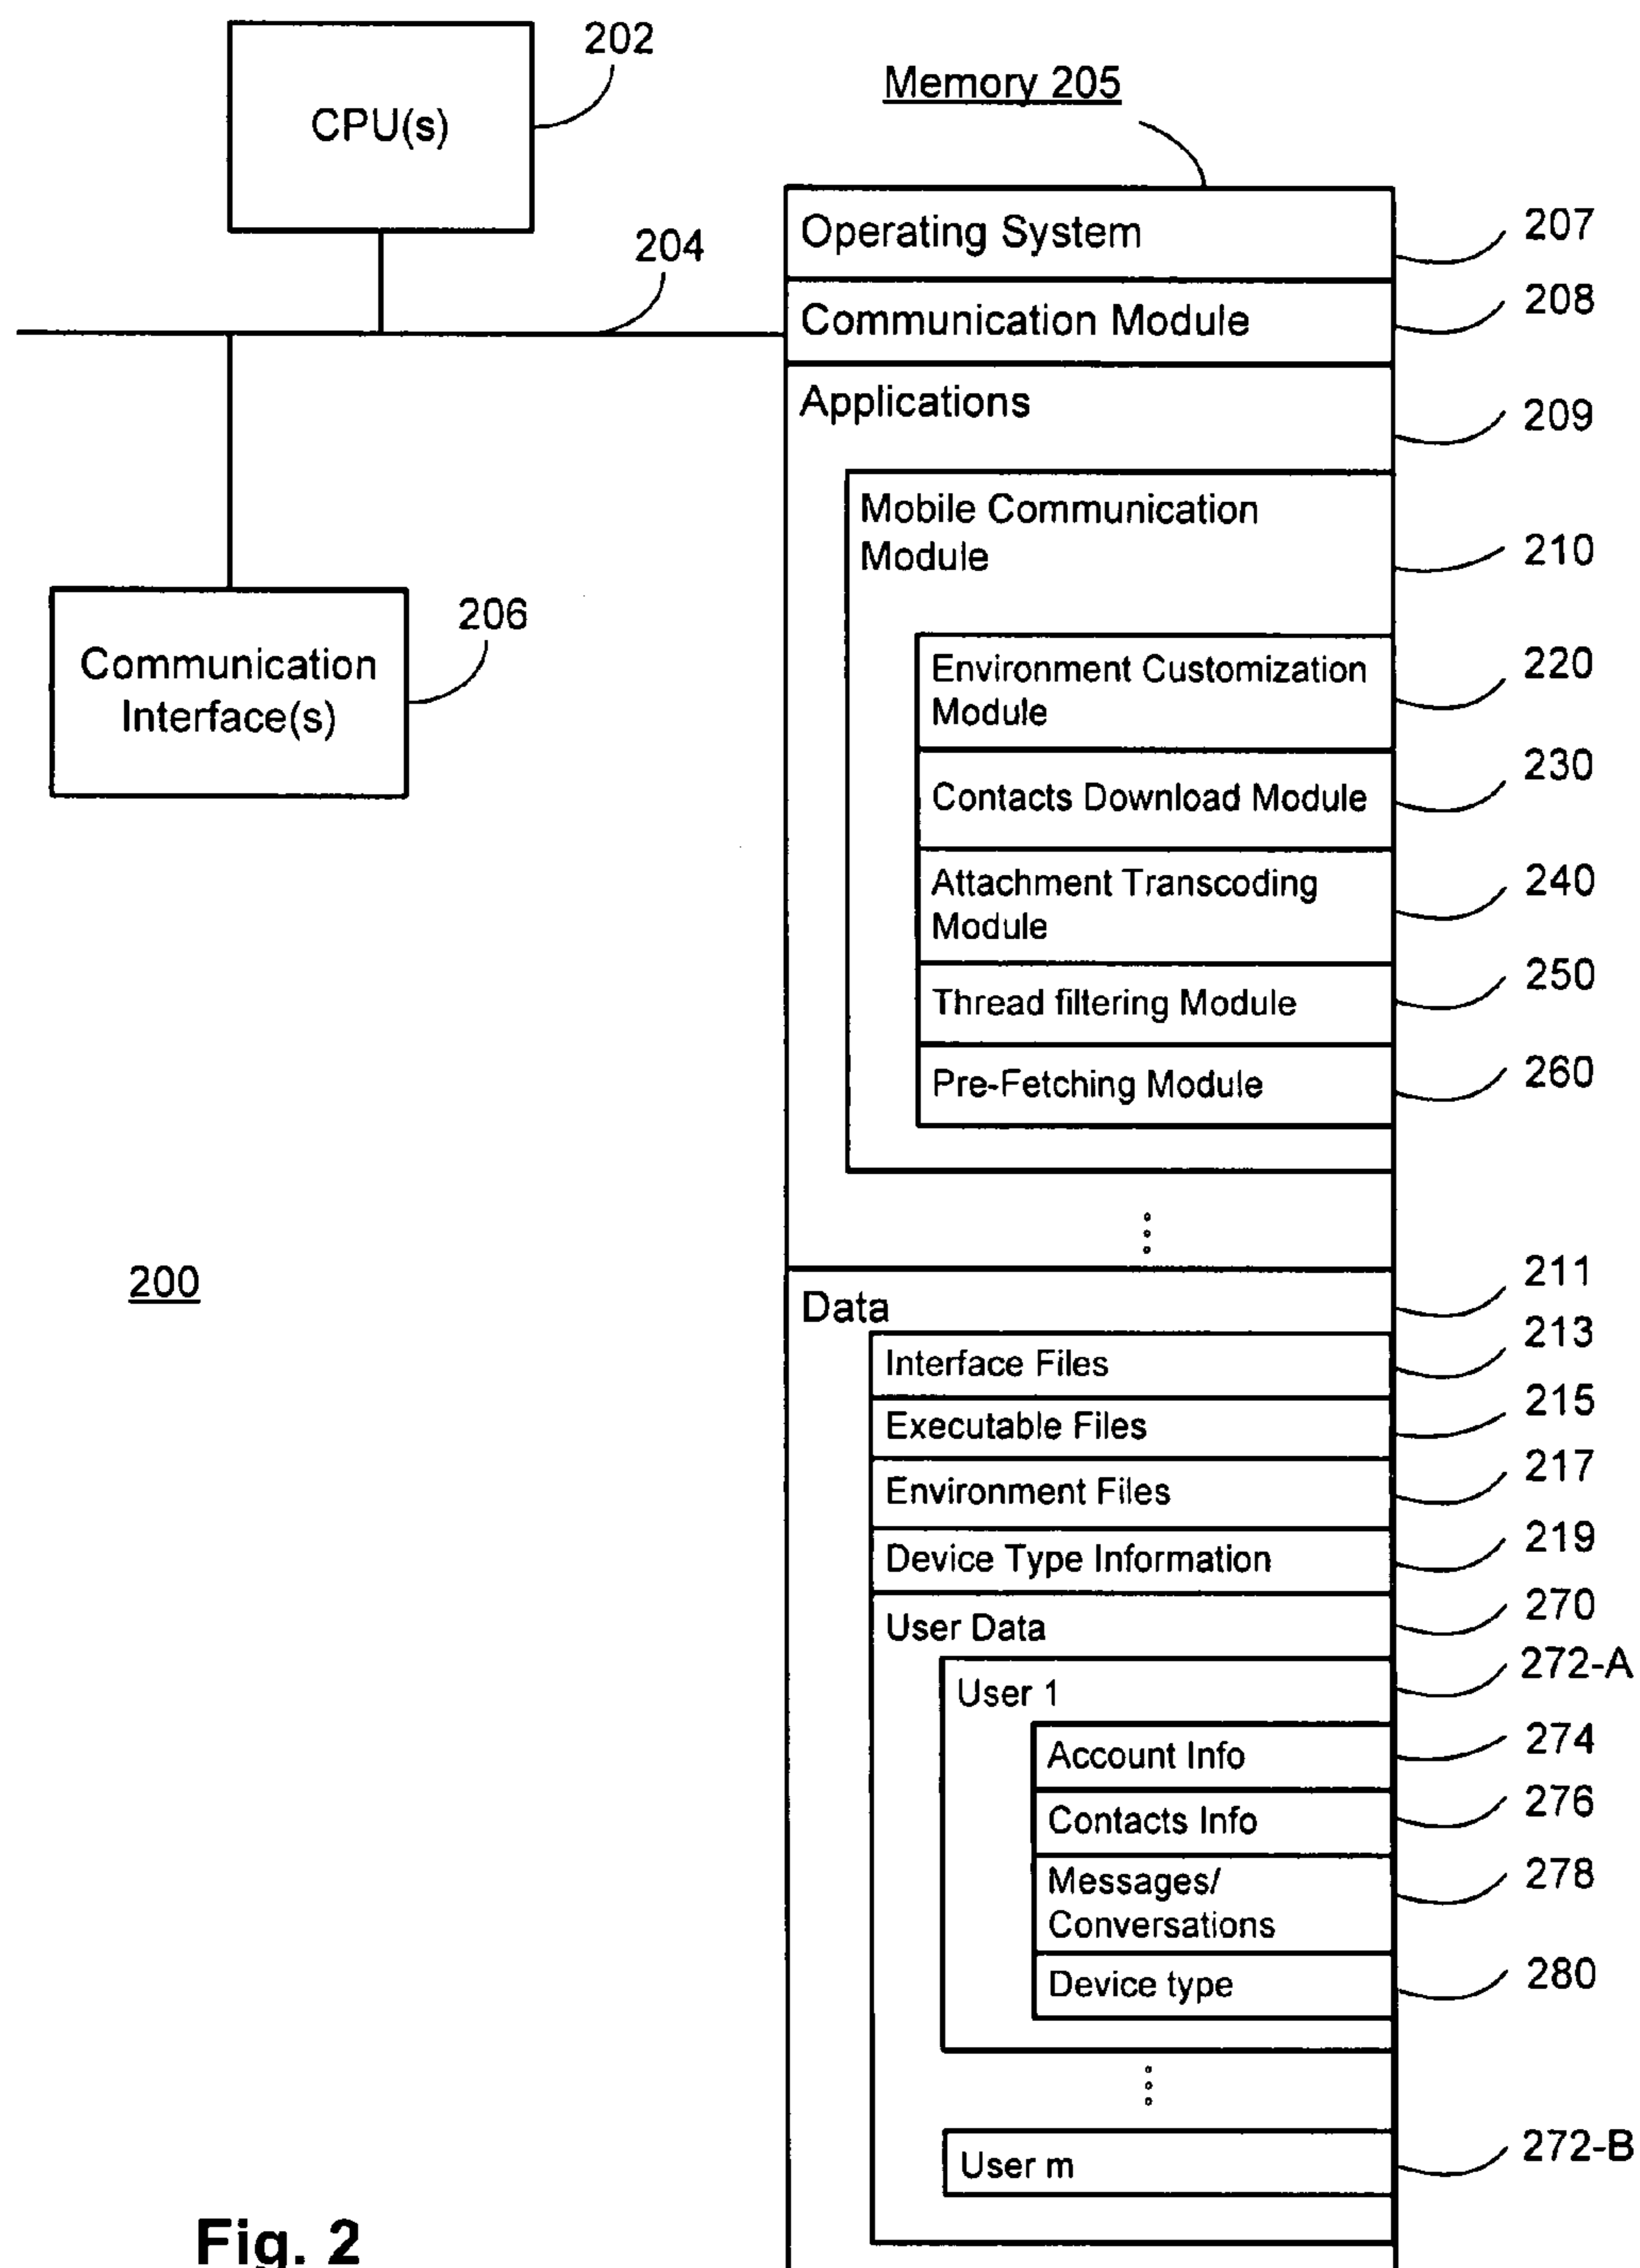 202
CPU(s)
Memory 205
Operating System
207
204
Communication Module
208
Applications
209
Mobile Communication
Module
210
206
Communication
Interface(s)
Environment Customization
Module
220
Contacts Download Module
230
Attachment Transcoding
Module
240
Thread filtering Module
250
Pre-Fetching Module
260
200
Data
211
Interface Files
213
Executable Files
215
Environment Files
217
Device Type Information
219
User Data
270
User 1
272-A
Account Info
274
Contacts Info
276
Messages/
Conversations
278
Device type
280
User m
272-B
Fig. 2